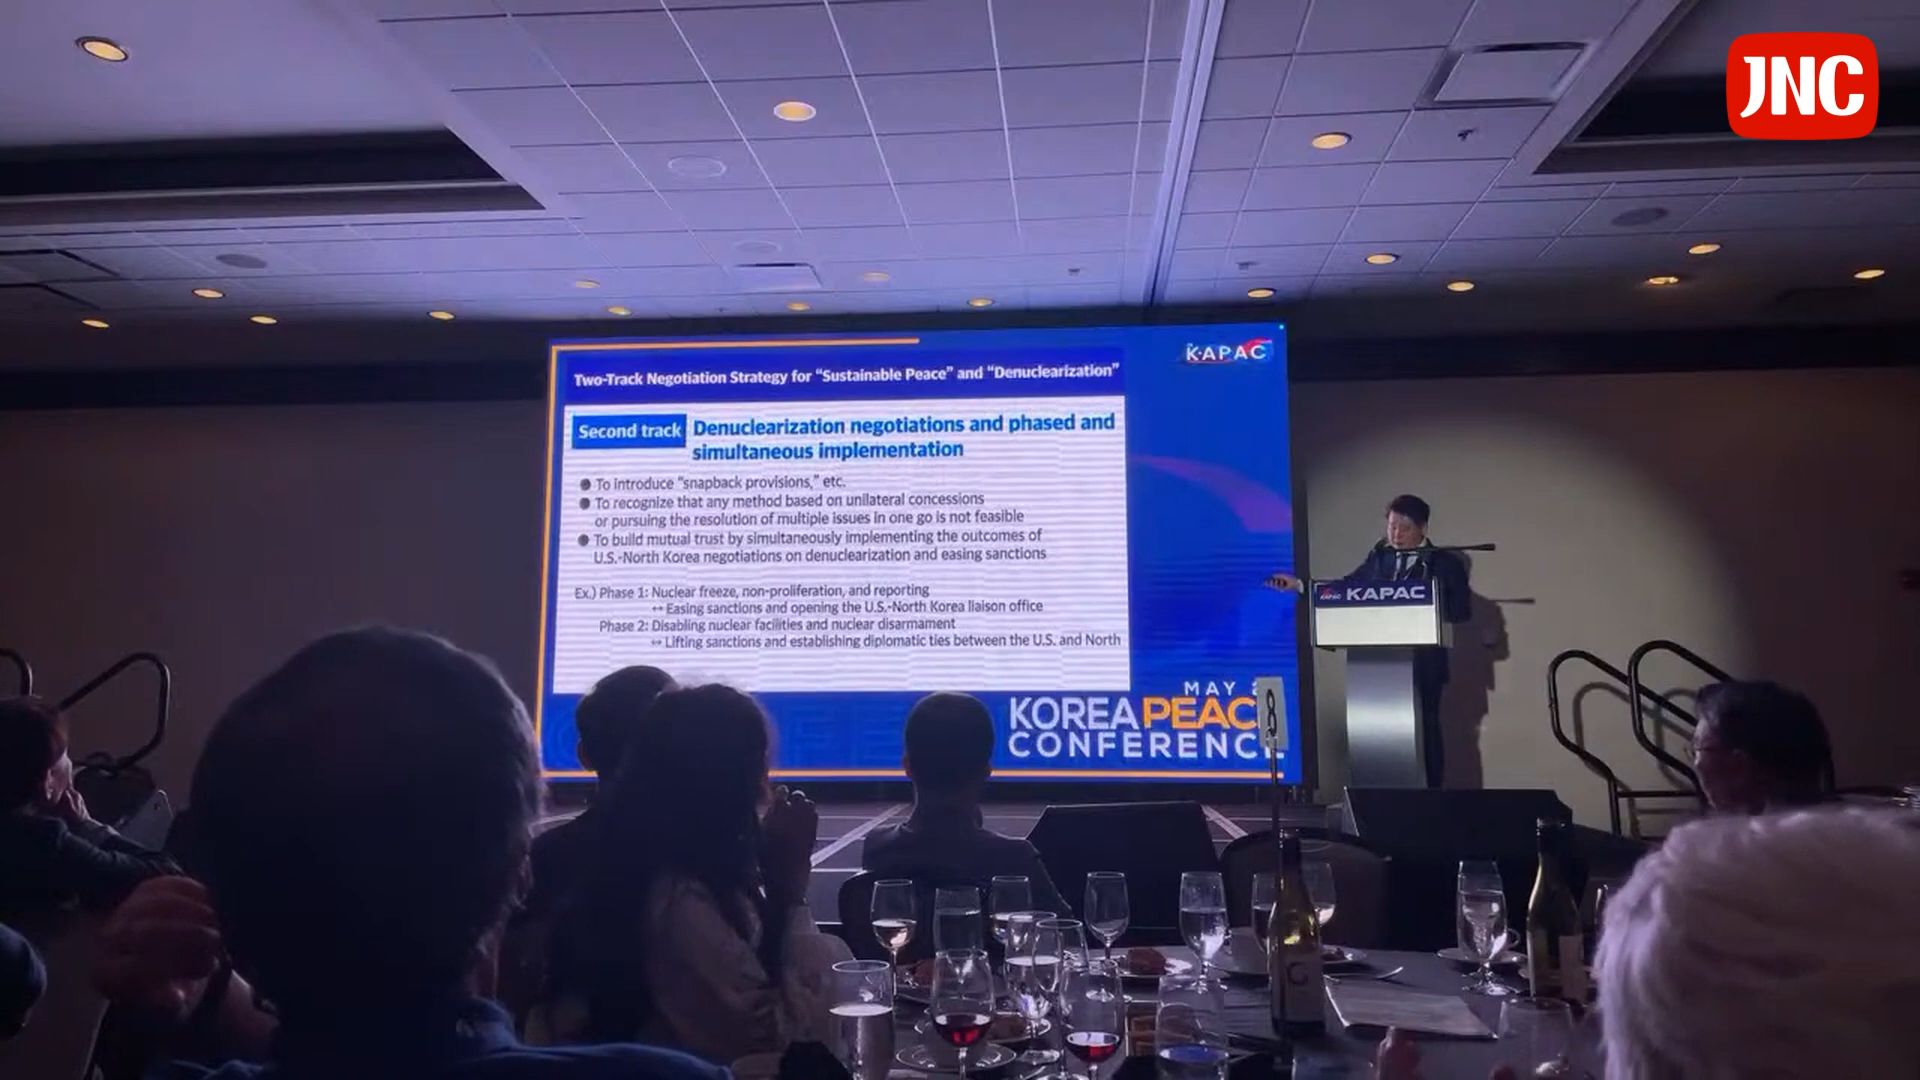 JNC
KAPAC
Two-Track Negotiation Strategy for “Sustainable Peace” and “Denuclearization”
Second track
Denuclearization negotiations and phased and
simultaneous implementation
● To introduce “snapback provisions,” etc.
● To recognize that any method based on unilateral concessions
or pursuing the resolution of multiple issues in one go is not feasible
● To build mutual trust by simultaneously implementing the outcomes of
U.S.-North Korea negotiations on denuclearization and easing sanctions
Ex.) Phase 1: Nuclear freeze, non-proliferation, and reporting
↔ Easing sanctions and opening the U.S.-North Korea liaison office
Phase 2: Disabling nuclear facilities and nuclear disarmament
↔ Lifting sanctions and establishing diplomatic ties between the U.S. and North
KAPAC KAPAC
MAY
KOREA PEAC
CONFERENC
8